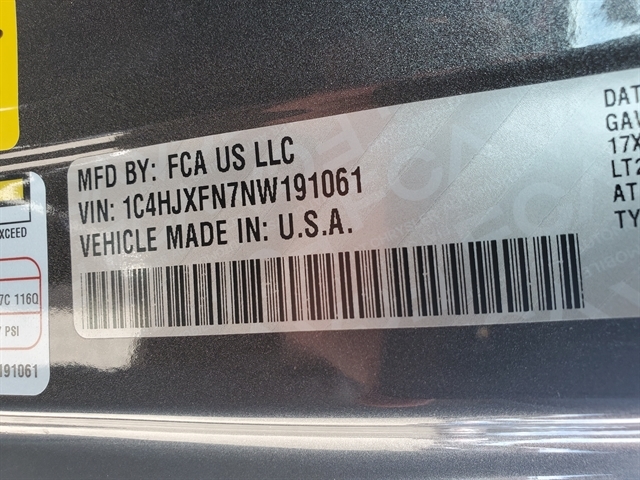 MFD BY: FCA US LLC
VIN: 1C4HJXFN7NW191061
VEHICLE MADE IN: U.S.A.
EXCEED
7C 116Q
PSI
191061
DAT
GAV
17X
LT2
AT
TY